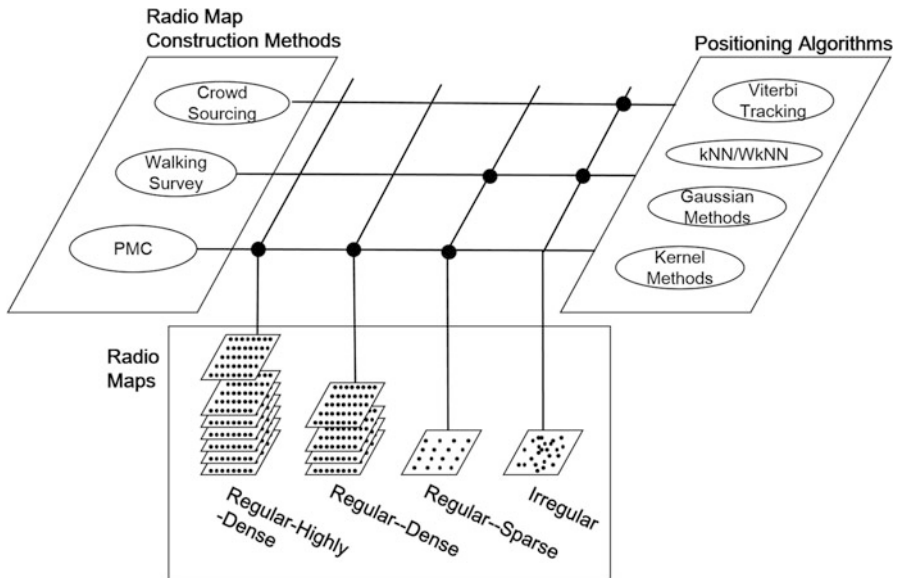 Radio Map
Construction Methods
Positioning Algorithms
Crowd
Sourcing
Walking
Survey
PMC
Viterbi
Tracking
kNN/WkNN
Gaussian
Methods
Kernel
Methods
Radio
Maps
Regular-Highly
-Dense
Regular--Dense
Regular--Sparse
Irregular